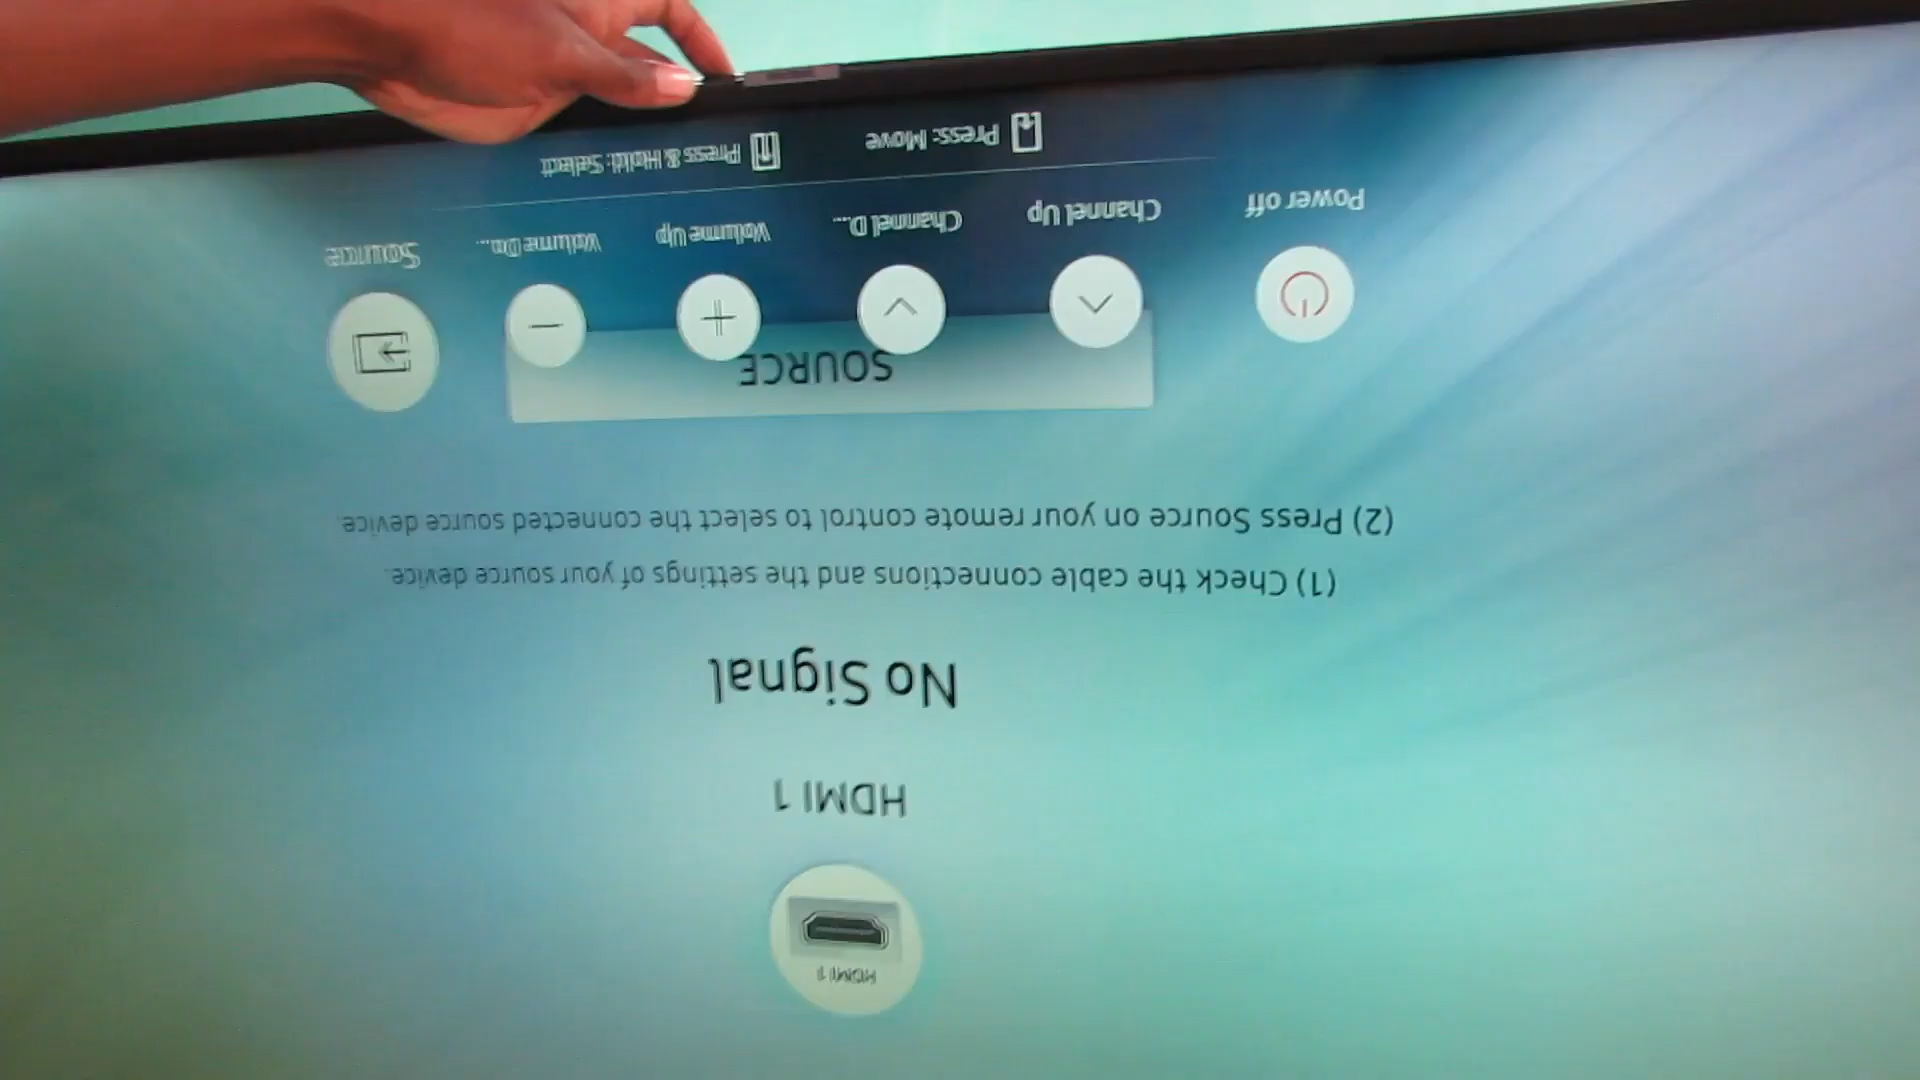 HDMI 1
HDMI 1
No Signal
(1) Check the cable connections and the settings of your source device.
(2) Press Source on your remote control to select the connected source device.
SOURCE
Power off
Channel Up
Channel D...
Volume Up
Volume Do...
Source
Press: Move
Press & Hold: Select